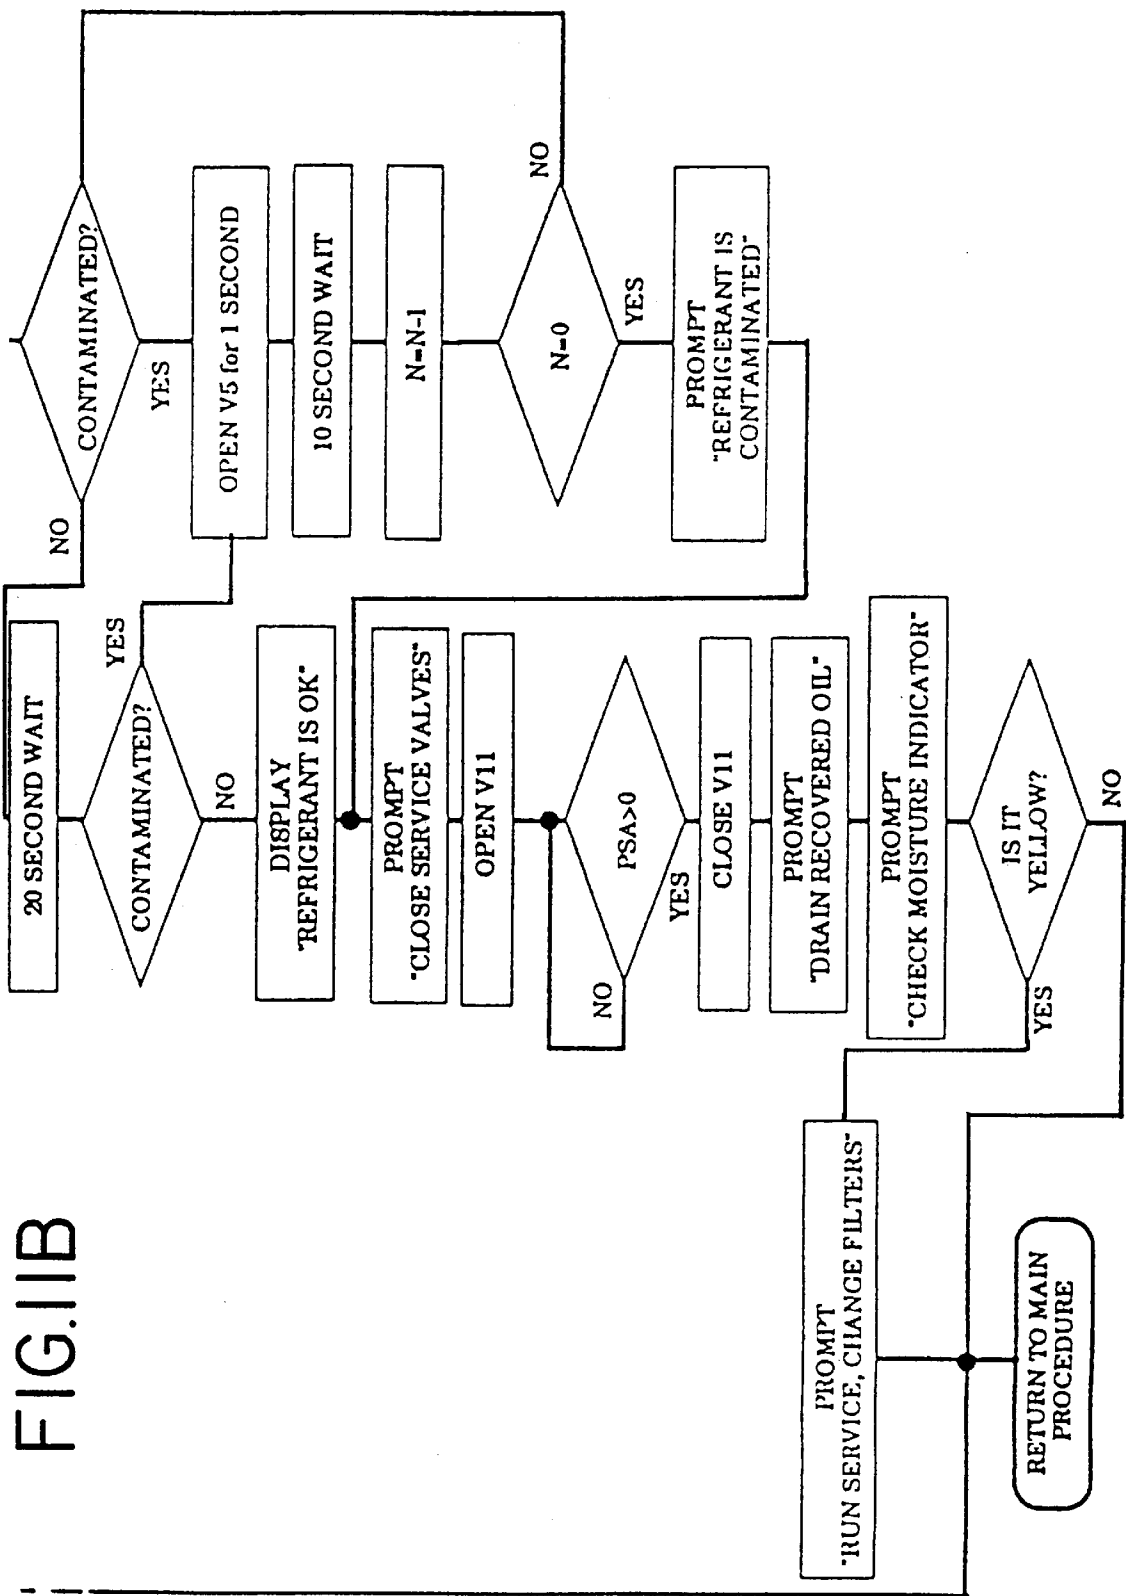 FIG.11B
20 SECOND WAIT
CONTAMINATED?
YES
NO
DISPLAY
"REFRIGERANT IS OK"
PROMPT
"CLOSE SERVICE VALVES"
OPEN V11
PSA>0
NO
YES
CLOSE V11
PROMPT
"DRAIN RECOVERED OIL"
PROMPT
"CHECK MOISTURE INDICATOR"
IS IT
YELLOW?
YES
NO
PROMPT
"RUN SERVICE, CHANGE FILTERS"
RETURN TO MAIN
PROCEDURE
CONTAMINATED?
NO
YES
OPEN V5 for 1 SECOND
10 SECOND WAIT
N=N-1
N=0
NO
YES
PROMPT
"REFRIGERANT IS
CONTAMINATED"